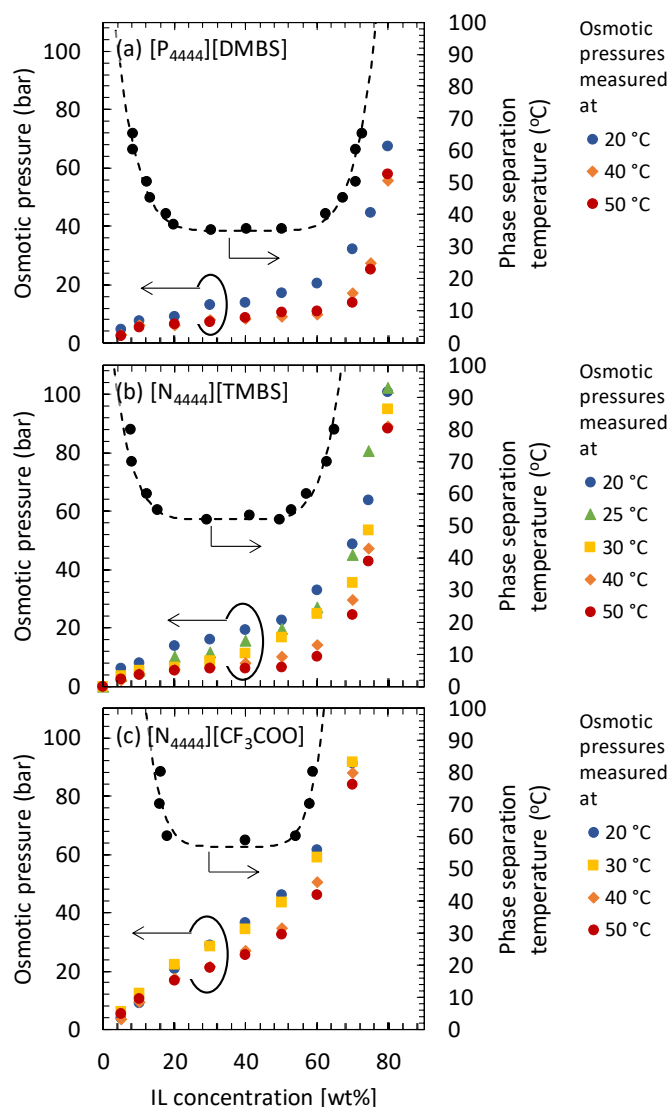 (a) [P4444][DMBS]
Osmotic pressure (bar)
100
80
60
40
20
0
100
90
80
70
60
50
40
30
20
10
0
Phase separation
temperature (ºC)
Osmotic
pressures
measured
at
20 °C
40 °C
50 °C
(b) [N4444][TMBS]
Osmotic pressure (bar)
100
80
60
40
20
0
100
90
80
70
60
50
40
30
20
10
0
Phase separation
temperature (ºC)
Osmotic
pressures
measured
at
20 °C
25 °C
30 °C
40 °C
50 °C
(c) [N4444][CF3COO]
Osmotic pressure (bar)
100
80
60
40
20
0
100
90
80
70
60
50
40
30
20
10
0
Phase separation
temperature (ºC)
Osmotic
pressures
measured
at
20 °C
30 °C
40 °C
50 °C
0 20 40 60 80
IL concentration [wt%]